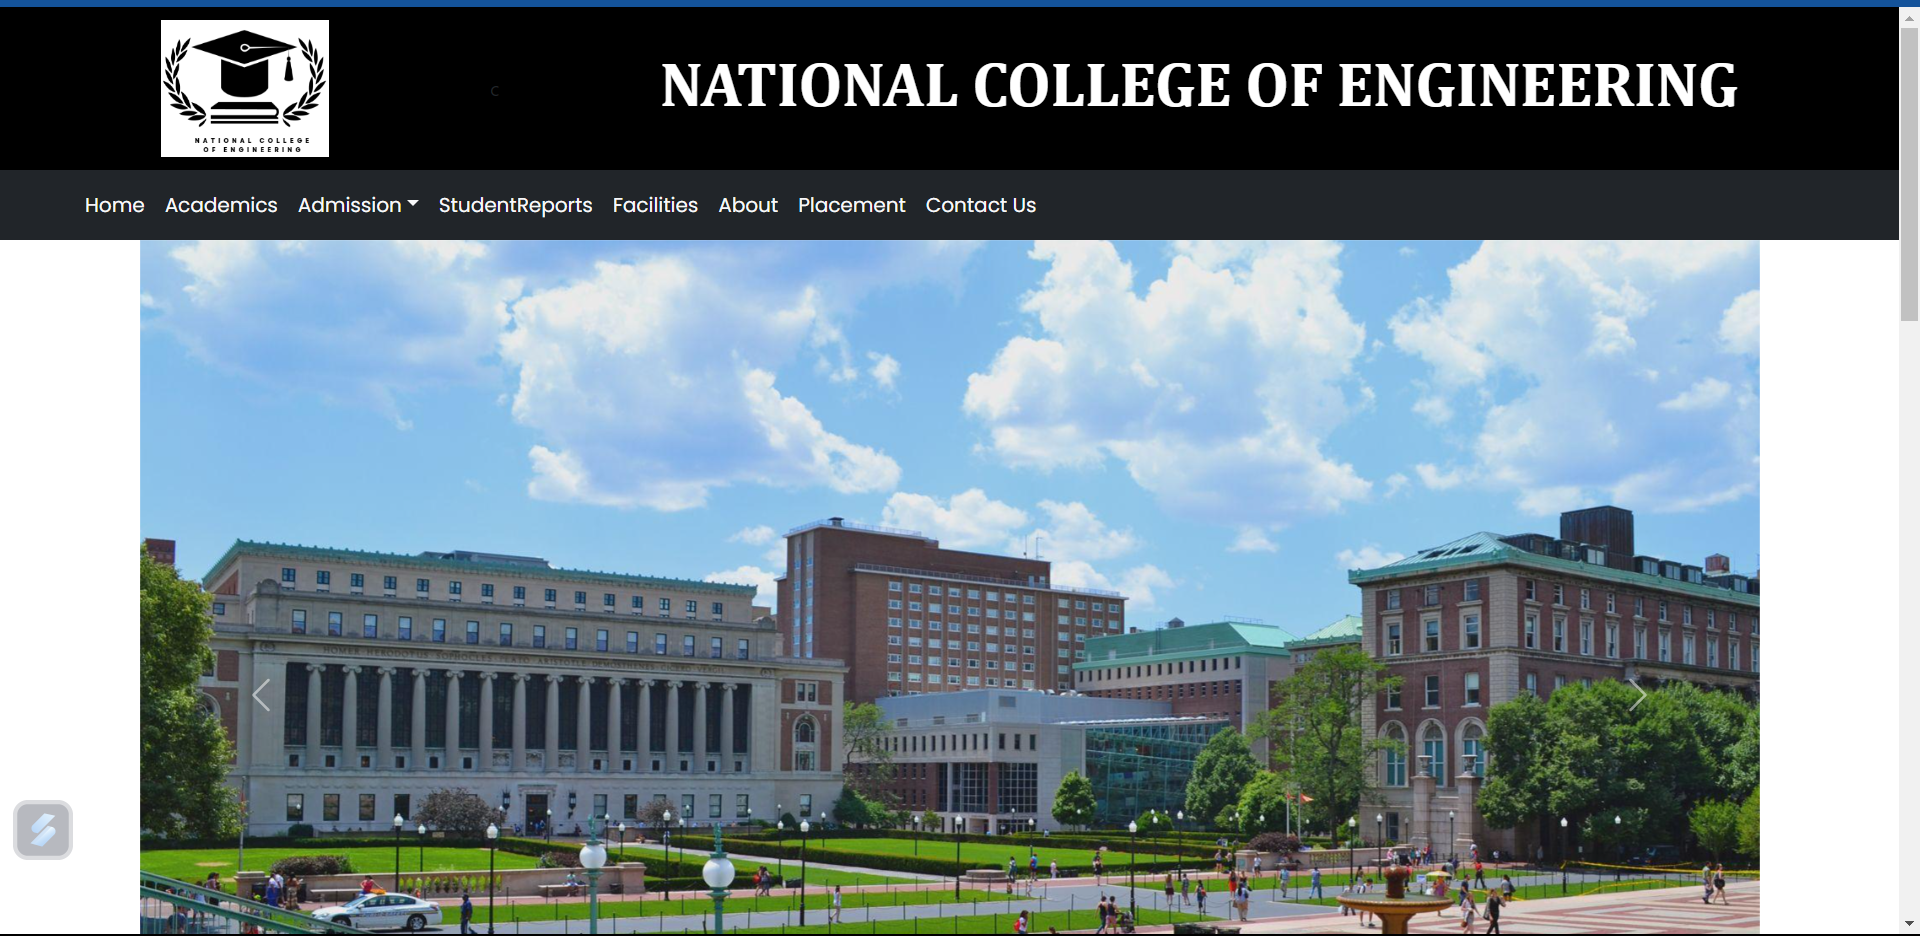 NATIONAL COLLEGE
OF ENGINEERING
c
NATIONAL COLLEGE OF ENGINEERING
Home Academics Admission StudentReports Facilities About Placement Contact Us
HOMER HERODOTUS SOPHOCLES PLATO ARISTOTLE DEMOSTHENES CICERO VERGIL